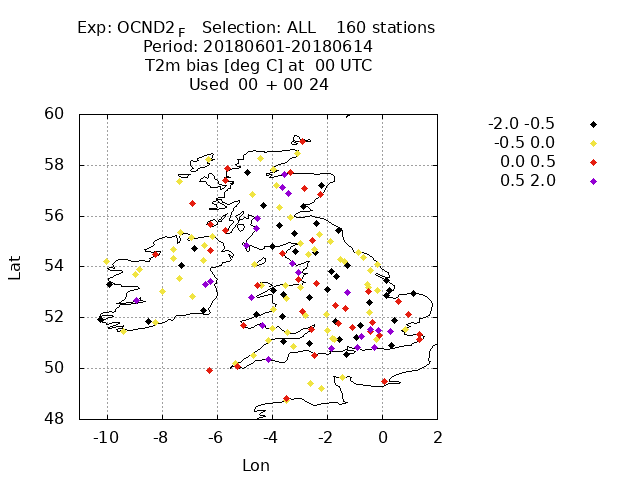 Exp: OCND2F Selection: ALL 160 stations
Period: 20180601-20180614
T2m bias [deg C] at 00 UTC
Used 00 + 00 24
-2.0 -0.5
-0.5 0.0
0.0 0.5
0.5 2.0
60
58
56
54
52
50
48
Lat
-10 -8 -6 -4 -2 0 2
Lon